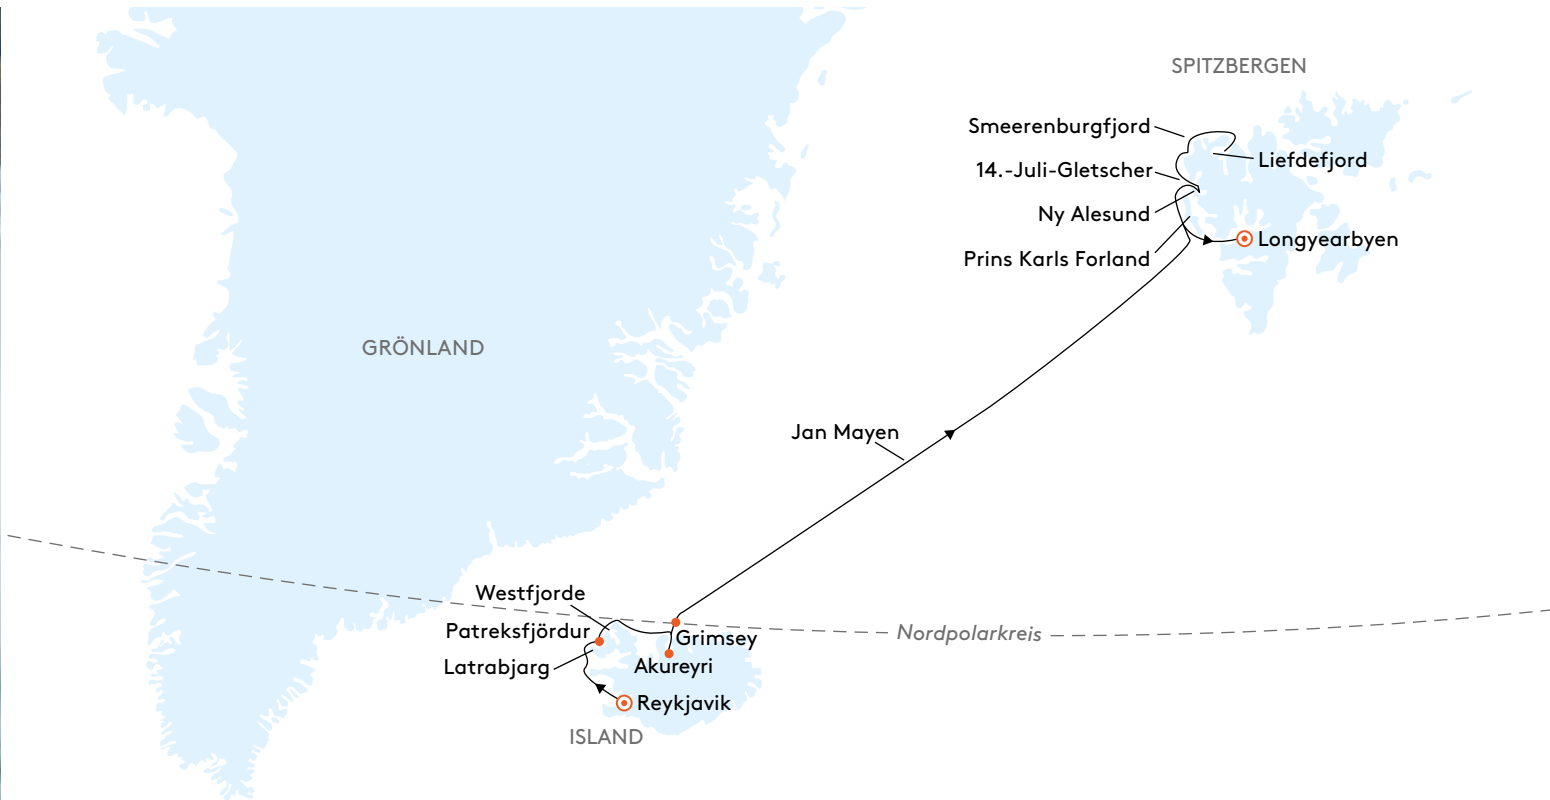 SPITZBERGEN
Smeerenburgfjord
Liefdefjord
14.-Juli-Gletscher
Ny Alesund
Longyearbyen
Prins Karls Forland
GRÖNLAND
Jan Mayen
Westfjorde
Patreksfjördur
Nordpolarkreis
Grimsey
Latrabjarg
Akureyri
Reykjavik
ISLAND